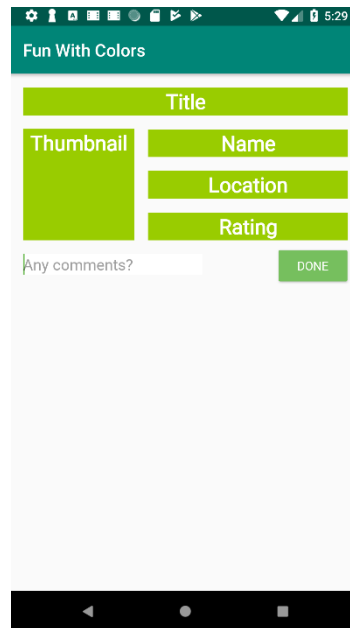 5:29
Fun With Colors
Title
Thumbnail
Name
Location
Rating
Any comments?
DONE